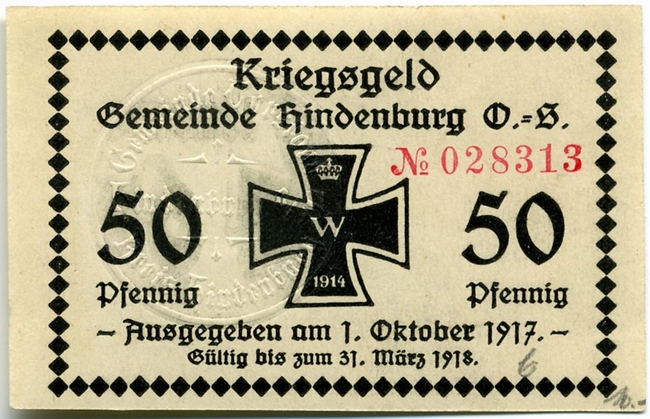 Kriegsgeld
Gemeinde Hindenburg O.=S.
№ 028313
50 Pfennig
W
1914
50 Pfennig
– Ausgegeben am 1. Oktober 1917. –
Gültig bis zum 31. März 1918.